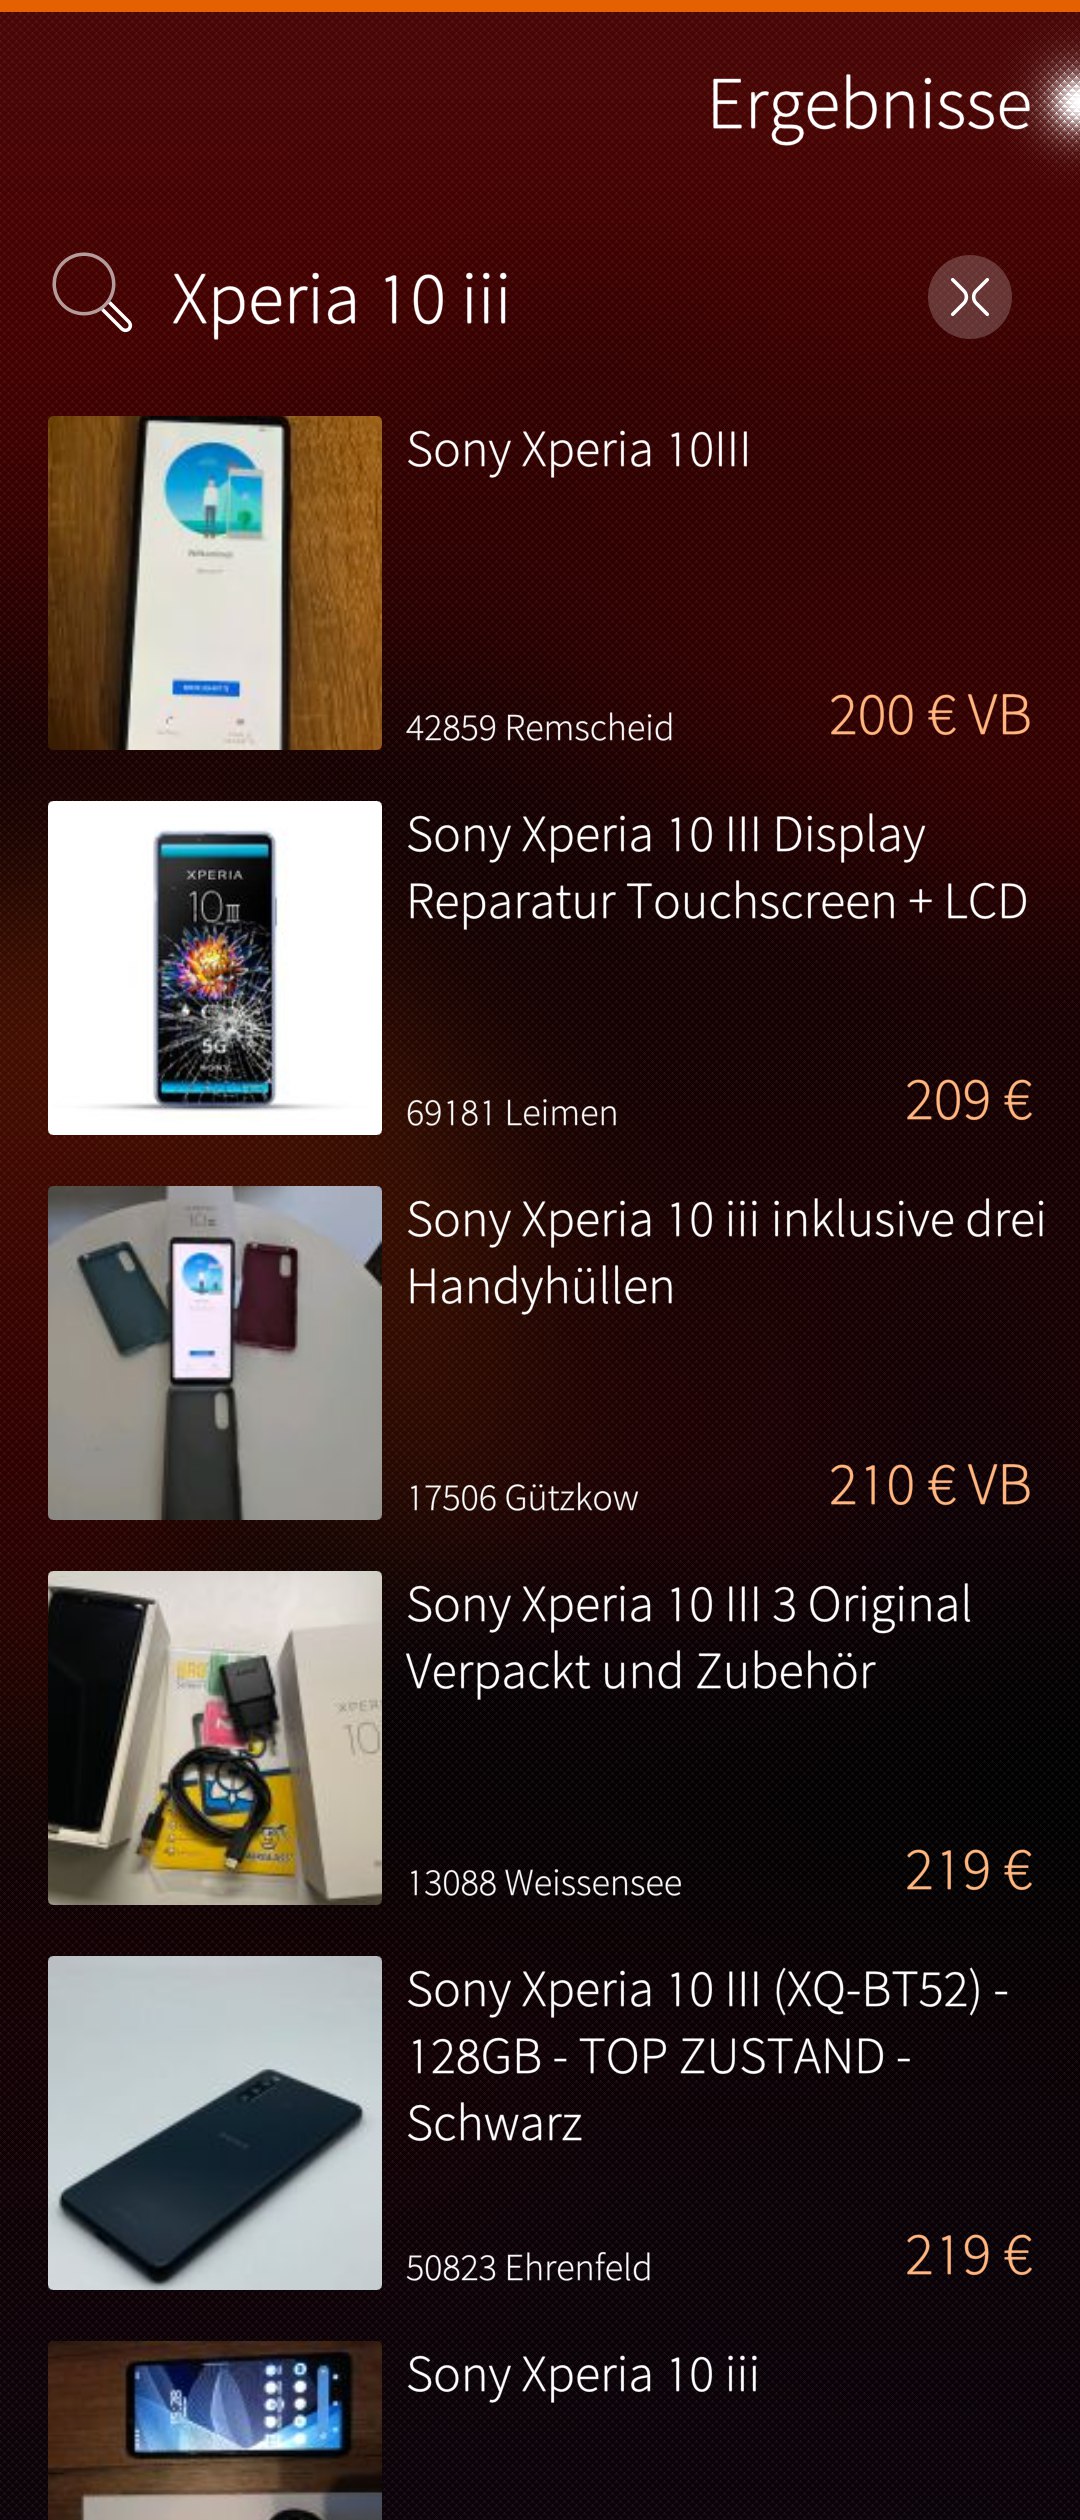 Ergebnisse
Xperia 10 iii
Sony Xperia 10III
42859 Remscheid
200 € VB
XPERIA
10III
5G
Sony Xperia 10 III Display
Reparatur Touchscreen + LCD
69181 Leimen
209 €
Sony Xperia 10 iii inklusive drei
Handyhüllen
17506 Gützkow
210 € VB
Sony Xperia 10 III 3 Original
Verpackt und Zubehör
13088 Weissensee
219 €
Sony Xperia 10 III (XQ-BT52) -
128GB - TOP ZUSTAND -
Schwarz
50823 Ehrenfeld
219 €
Sony Xperia 10 iii